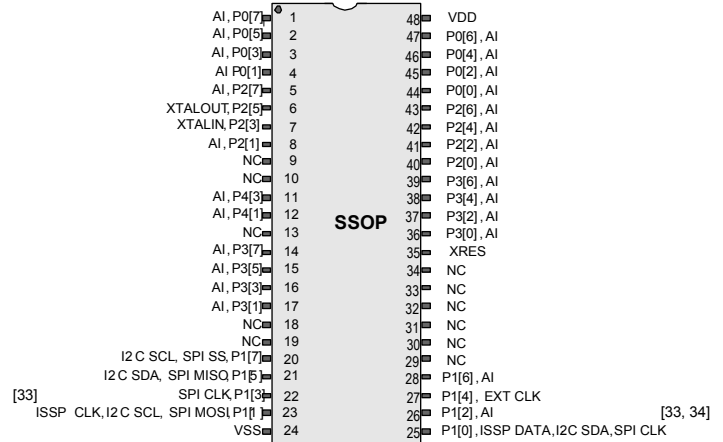 AI, P0[7] 1
AI, P0[5] 2
AI, P0[3] 3
AI P0[1] 4
AI, P2[7] 5
XTALOUT, P2[5] 6
XTALIN, P2[3] 7
AI, P2[1] 8
NC 9
NC 10
AI, P4[3] 11
AI, P4[1] 12
NC 13
AI, P3[7] 14
AI, P3[5] 15
AI, P3[3] 16
AI, P3[1] 17
NC 18
NC 19
I2C SCL, SPI SS, P1[7] 20
I2C SDA, SPI MISO, P1[5] 21
[33] SPI CLK, P1[3] 22
ISSP CLK, I2C SCL, SPI MOSI, P1[1] 23
VSS 24
SSOP
48 VDD
47 P0[6], AI
46 P0[4], AI
45 P0[2], AI
44 P0[0], AI
43 P2[6], AI
42 P2[4], AI
41 P2[2], AI
40 P2[0], AI
39 P3[6], AI
38 P3[4], AI
37 P3[2], AI
36 P3[0], AI
35 XRES
34 NC
33 NC
32 NC
31 NC
30 NC
29 NC
28 P1[6], AI
27 P1[4], EXT CLK
26 P1[2], AI [33, 34]
25 P1[0], ISSP DATA, I2C SDA, SPI CLK